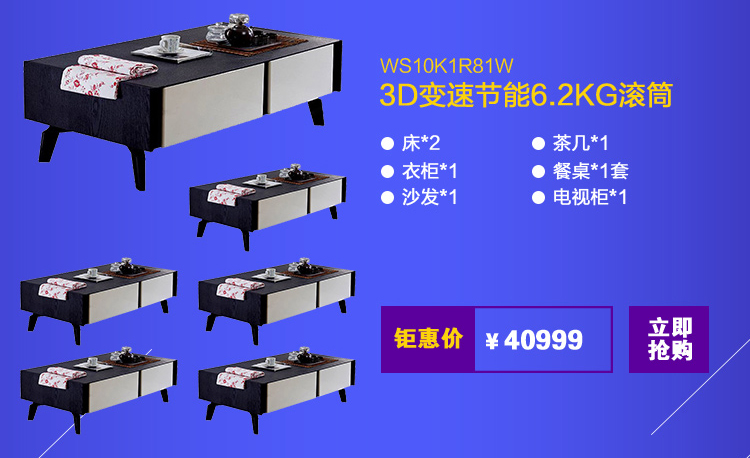 WS10K1R81W
3D变速节能6.2KG滚筒
床*2
茶几*1
衣柜*1
餐桌*1套
沙发*1
电视柜*1
钜惠价
¥ 40999
立即
抢购